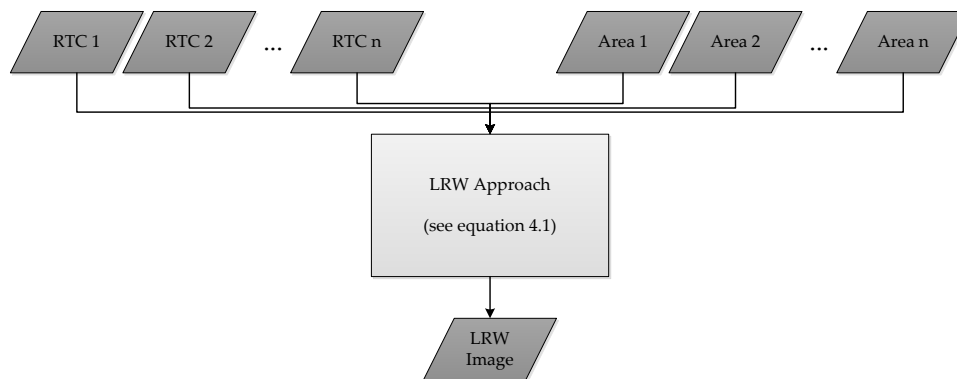 RTC 1
RTC 2
...
RTC n
Area 1
Area 2
...
Area n
LRW Approach
(see equation 4.1)
LRW
Image